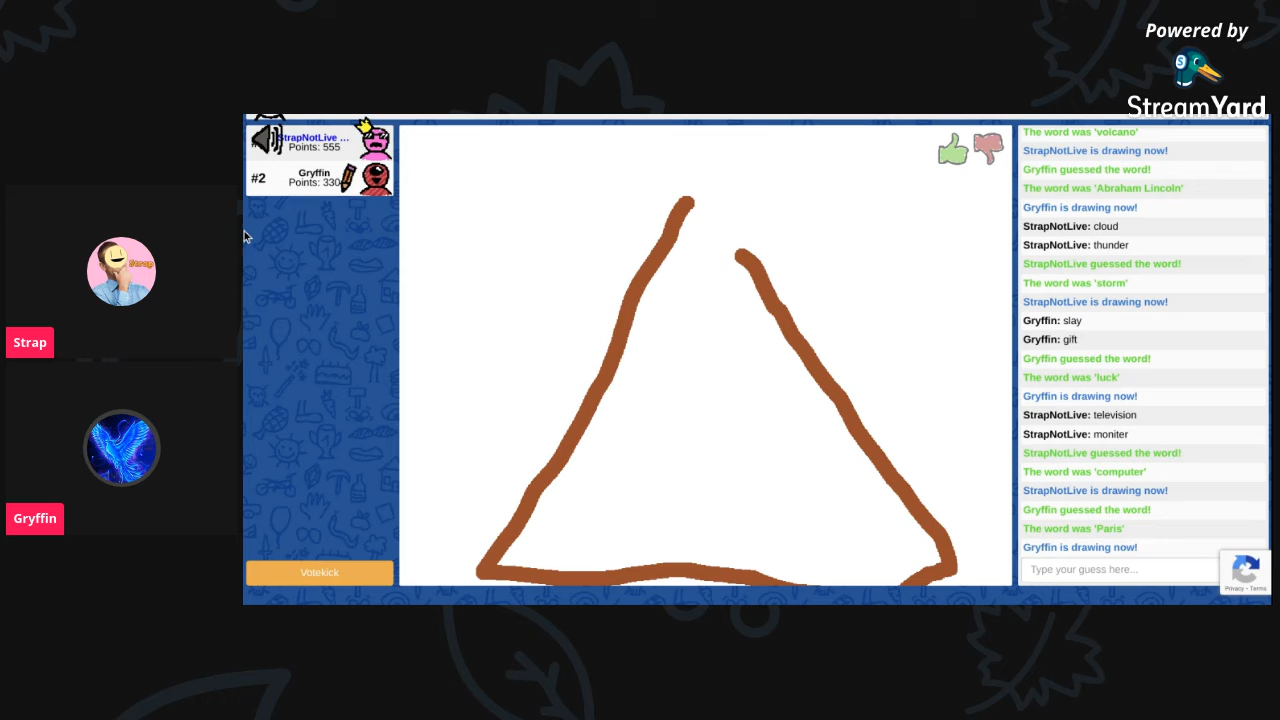 Powered by
StreamYard
StrapNotLive ...
Points: 555
#2
Gryffin
Points: 330
Strap
Gryffin
Votekick
The word was 'volcano'
StrapNotLive is drawing now!
Gryffin guessed the word!
The word was 'Abraham Lincoln'
Gryffin is drawing now!
StrapNotLive: cloud
StrapNotLive: thunder
StrapNotLive guessed the word!
The word was 'storm'
StrapNotLive is drawing now!
Gryffin: slay
Gryffin: gift
Gryffin guessed the word!
The word was 'luck'
Gryffin is drawing now!
StrapNotLive: television
StrapNotLive: moniter
StrapNotLive guessed the word!
The word was 'computer'
StrapNotLive is drawing now!
Gryffin guessed the word!
The word was 'Paris'
Gryffin is drawing now!
Type your guess here...
Privacy - Terms
Strap